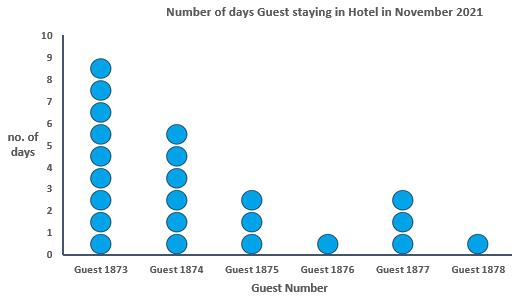 Number of days Guest staying in Hotel in November 2021
10
9
8
7
6
5
4
3
2
1
0
no. of
days
Guest 1873 Guest 1874 Guest 1875 Guest 1876 Guest 1877 Guest 1878
Guest Number